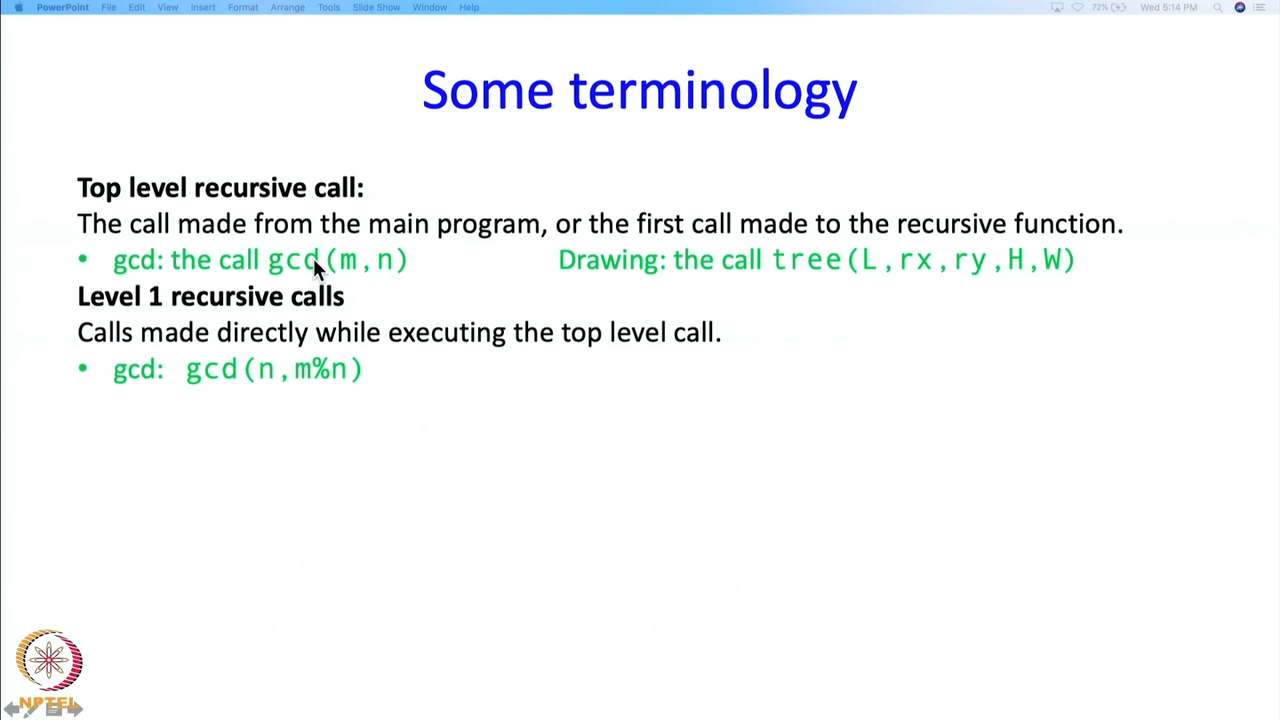 PowerPoint File Edit View Insert Format Arrange Tools Slide Show Window Help 72% Wed 5:14 PM
Some terminology
Top level recursive call:
The call made from the main program, or the first call made to the recursive function.
• gcd: the call gcd(m,n) Drawing: the call tree(L,rx,ry,H,W)
Level 1 recursive calls
Calls made directly while executing the top level call.
• gcd: gcd(n,m%n)
NPTEL